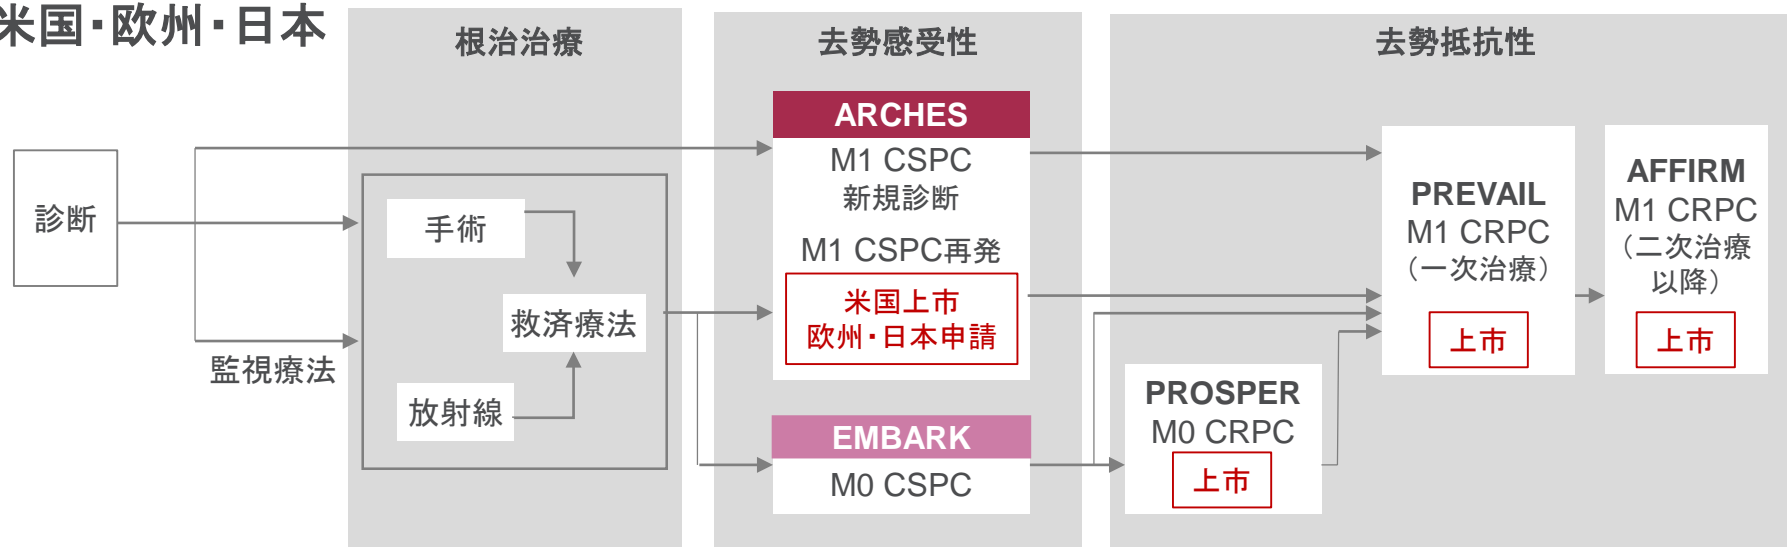 米国・欧州・日本
根治治療
去勢感受性
去勢抵抗性
診断
監視療法
手術
救済療法
放射線
ARCHES
M1 CSPC
新規診断
M1 CSPC再発
米国上市
欧州・日本申請
EMBARK
M0 CSPC
PROSPER
M0 CRPC
上市
PREVAIL
M1 CRPC
（一次治療）
上市
AFFIRM
M1 CRPC
（二次治療
以降）
上市